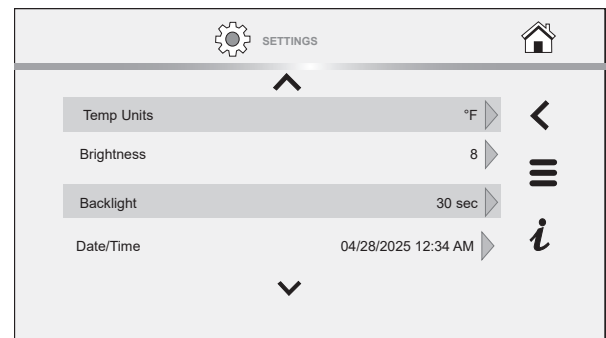 SETTINGS
Temp Units °F
Brightness 8
Backlight 30 sec
Date/Time 04/28/2025 12:34 AM
i